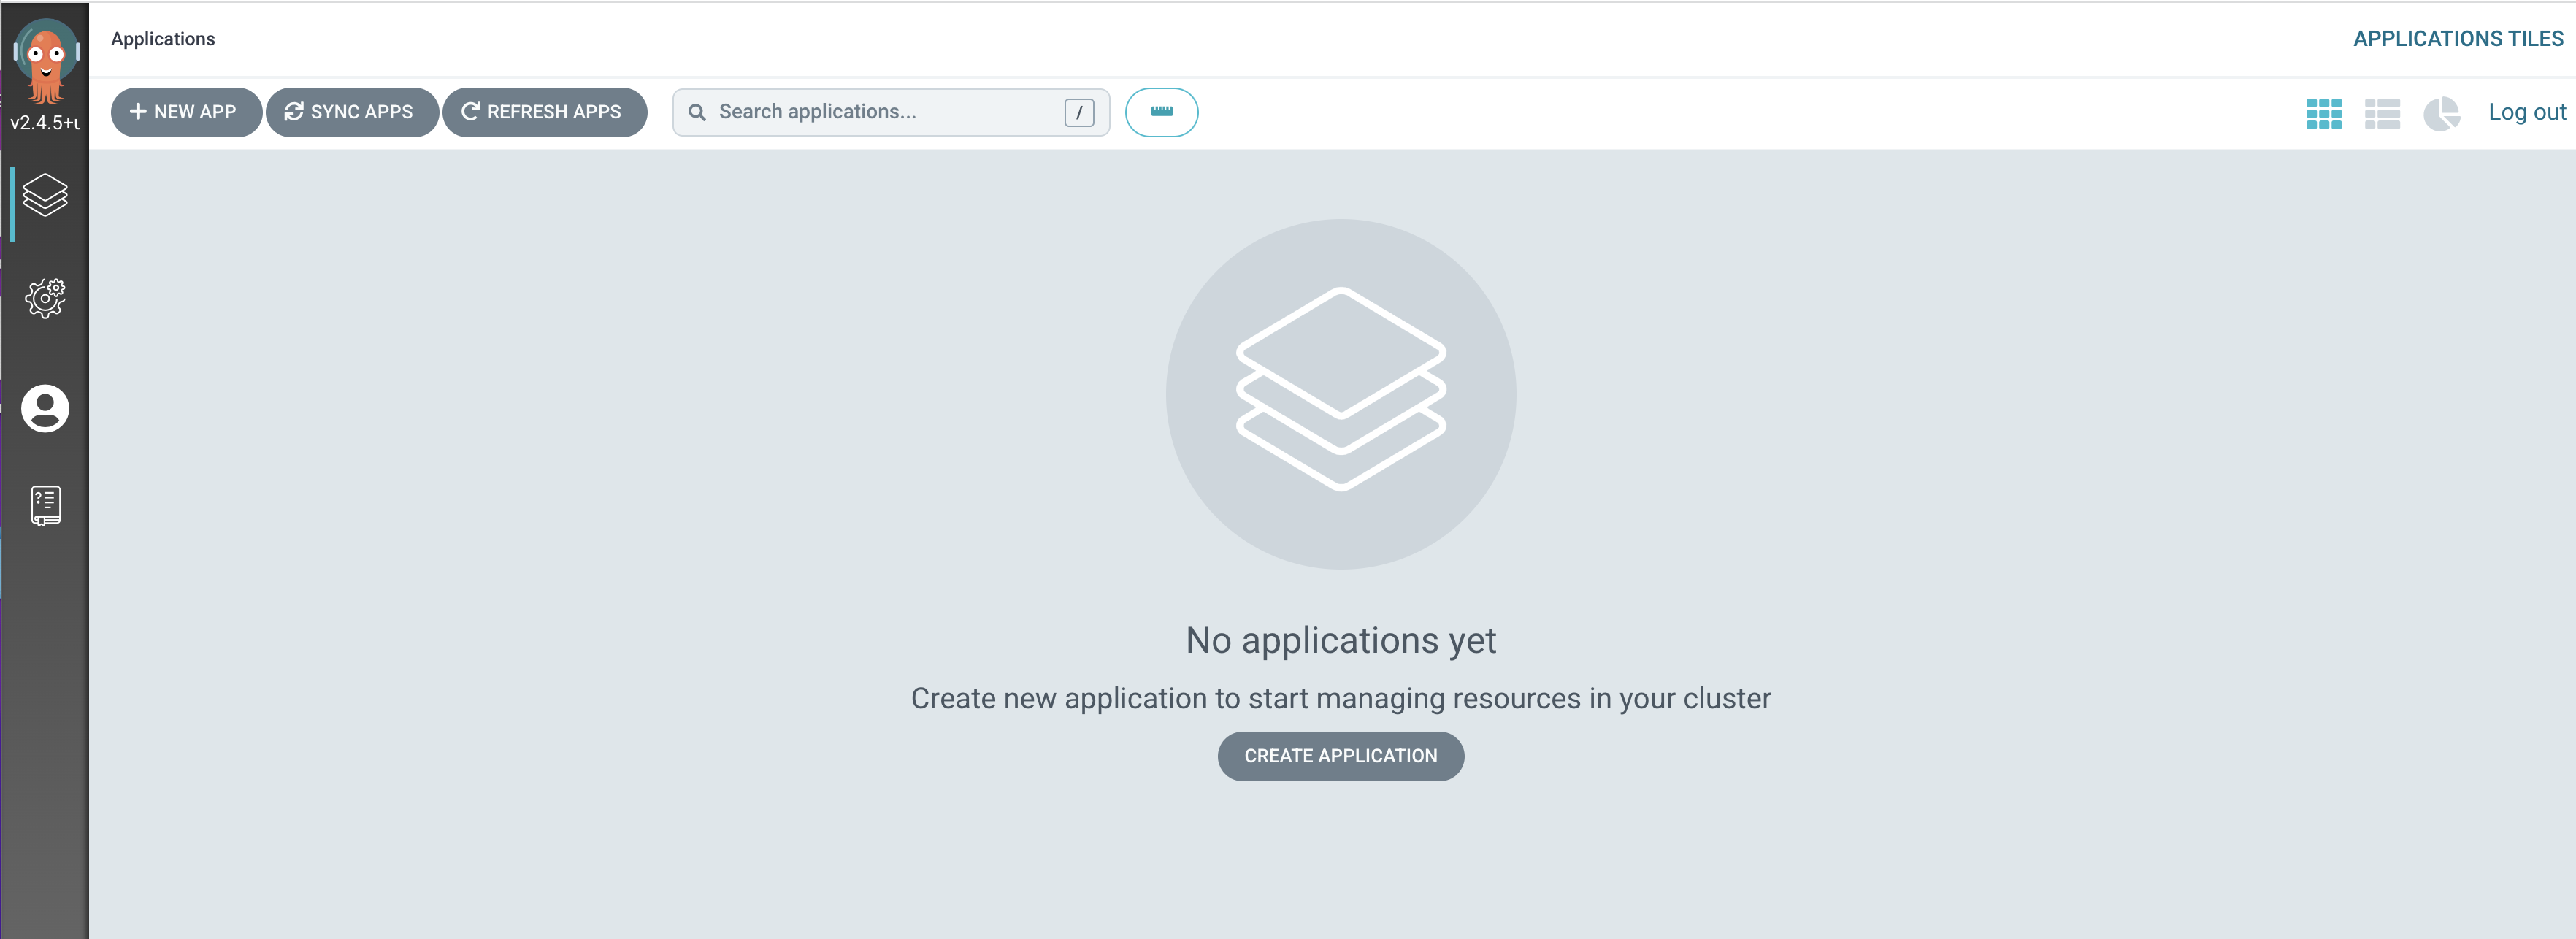 Applications
APPLICATIONS TILES
v2.4.5+
NEW APP
SYNC APPS
REFRESH APPS
Search applications...
/
Log out
No applications yet
Create new application to start managing resources in your cluster
CREATE APPLICATION